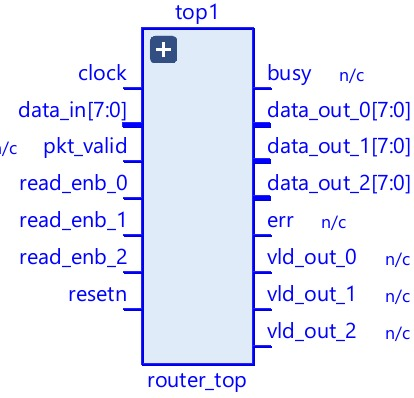 top1
clock
busy n/c
data_in[7:0]
data_out_0[7:0]
n/c pkt_valid
data_out_1[7:0]
read_enb_0
data_out_2[7:0]
read_enb_1
err n/c
read_enb_2
vld_out_0 n/c
resetn
vld_out_1 n/c
vld_out_2 n/c
router_top